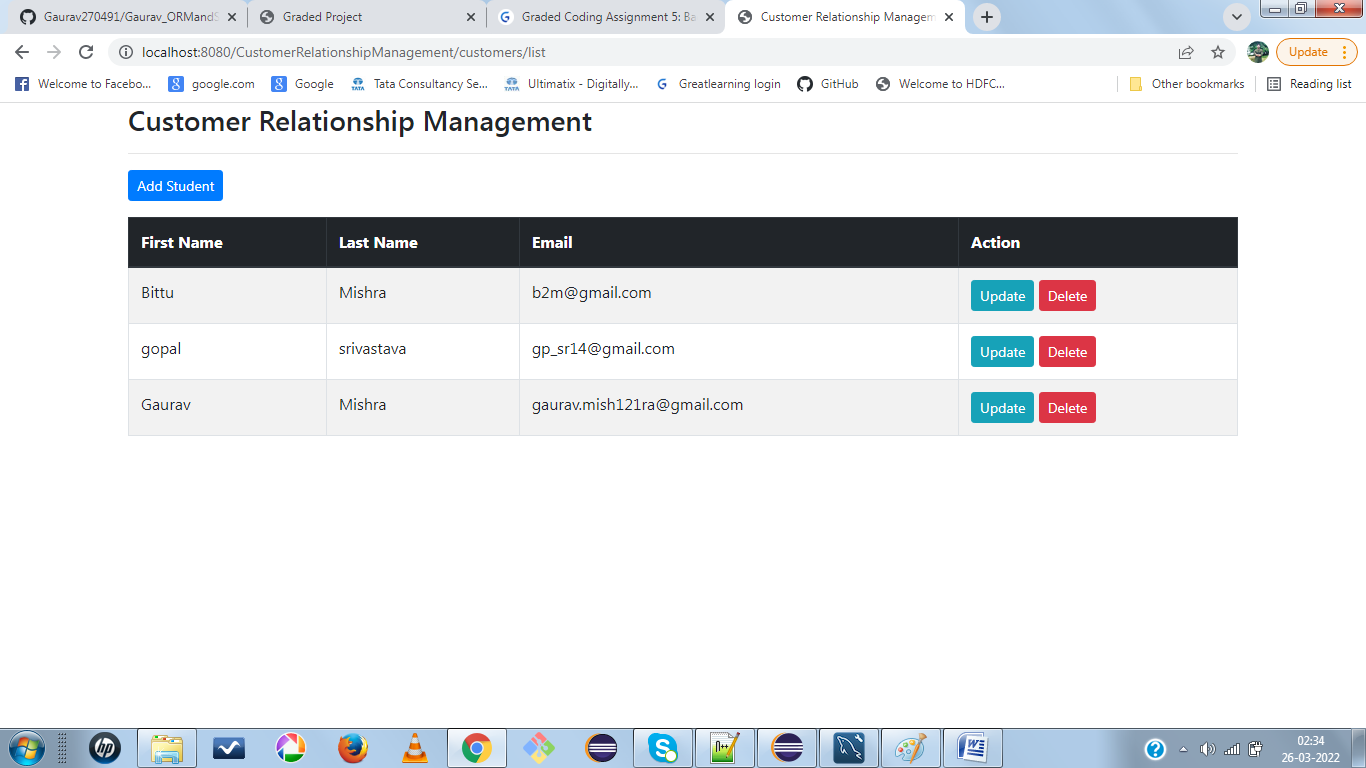 Gaurav270491/Gaurav_ORMandS
Graded Project
Graded Coding Assignment 5: Ba
Customer Relationship Managem
localhost:8080/CustomerRelationshipManagement/customers/list
Update
Welcome to Facebo...
google.com
Google
Tata Consultancy Se...
Ultimatix - Digitally...
Greatlearning login
GitHub
Welcome to HDFC...
Other bookmarks
Reading list
Customer Relationship Management
Add Student
First Name Last Name Email Action
Bittu Mishra b2m@gmail.com Update Delete
gopal srivastava gp_sr14@gmail.com Update Delete
Gaurav Mishra gaurav.mish121ra@gmail.com Update Delete
02:34
26-03-2022